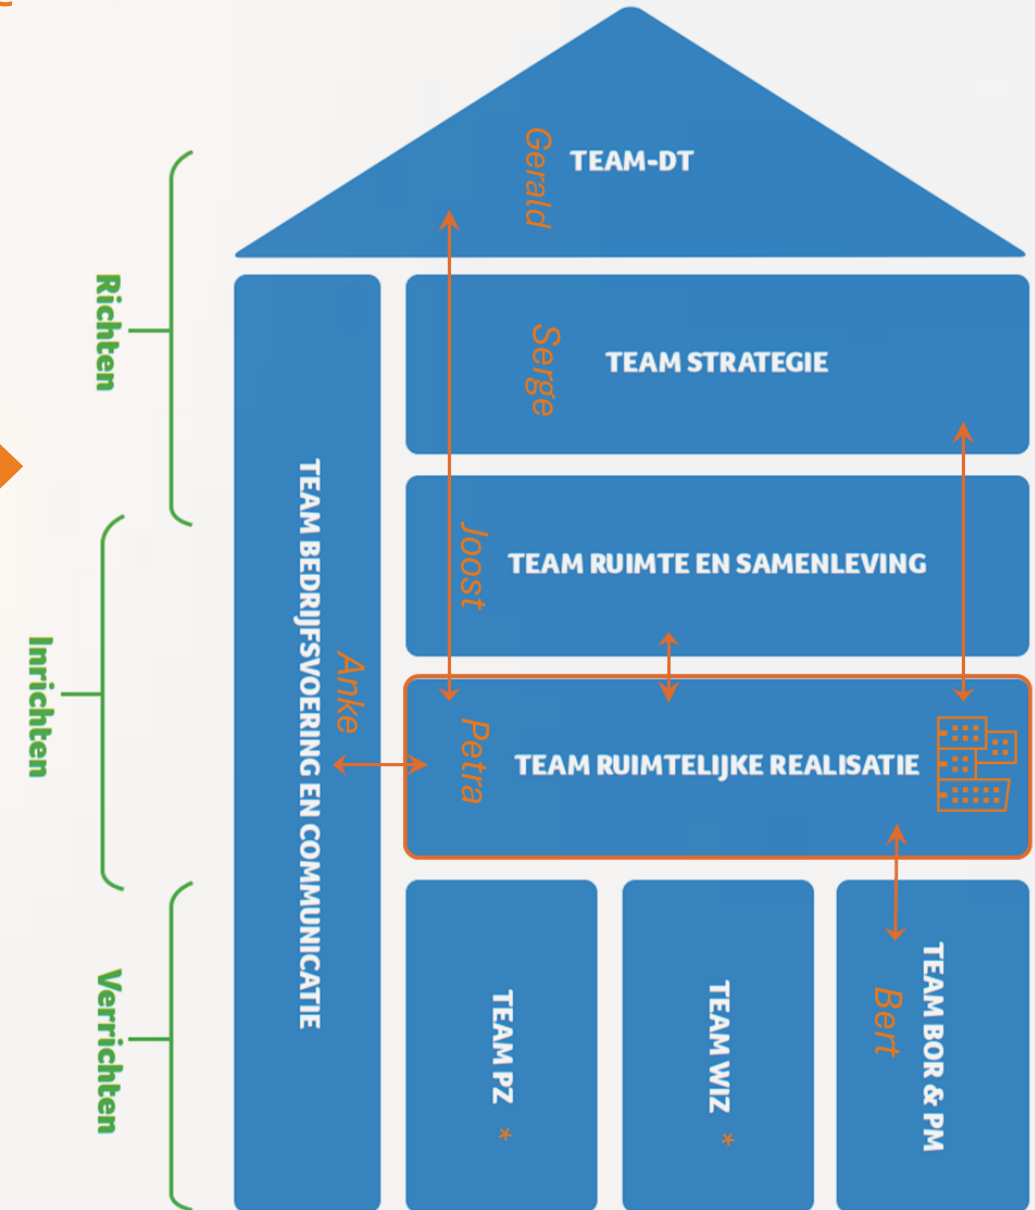 TEAM-DT
Gerald
Richten
TEAM STRATEGIE
Serge
TEAM RUIMTE EN SAMENLEVING
Joost
TEAM BEDRIJFSVOERING EN COMMUNICATIE
Anke
Inrichten
Petra
TEAM RUIMTELIJKE REALISATIE
Verrichten
TEAM PZ *
TEAM WIZ *
TEAM BOR & PM
Bert